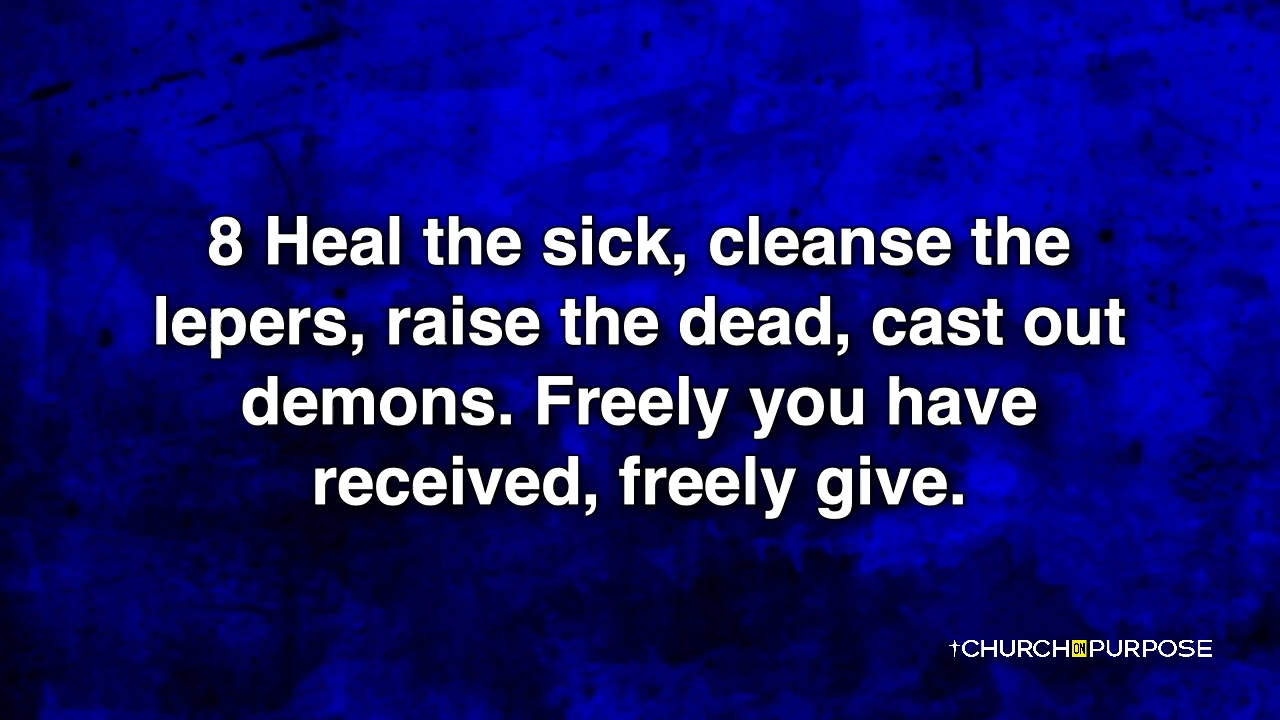 8 Heal the sick, cleanse the
lepers, raise the dead, cast out
demons. Freely you have
received, freely give.
CHURCH ON PURPOSE